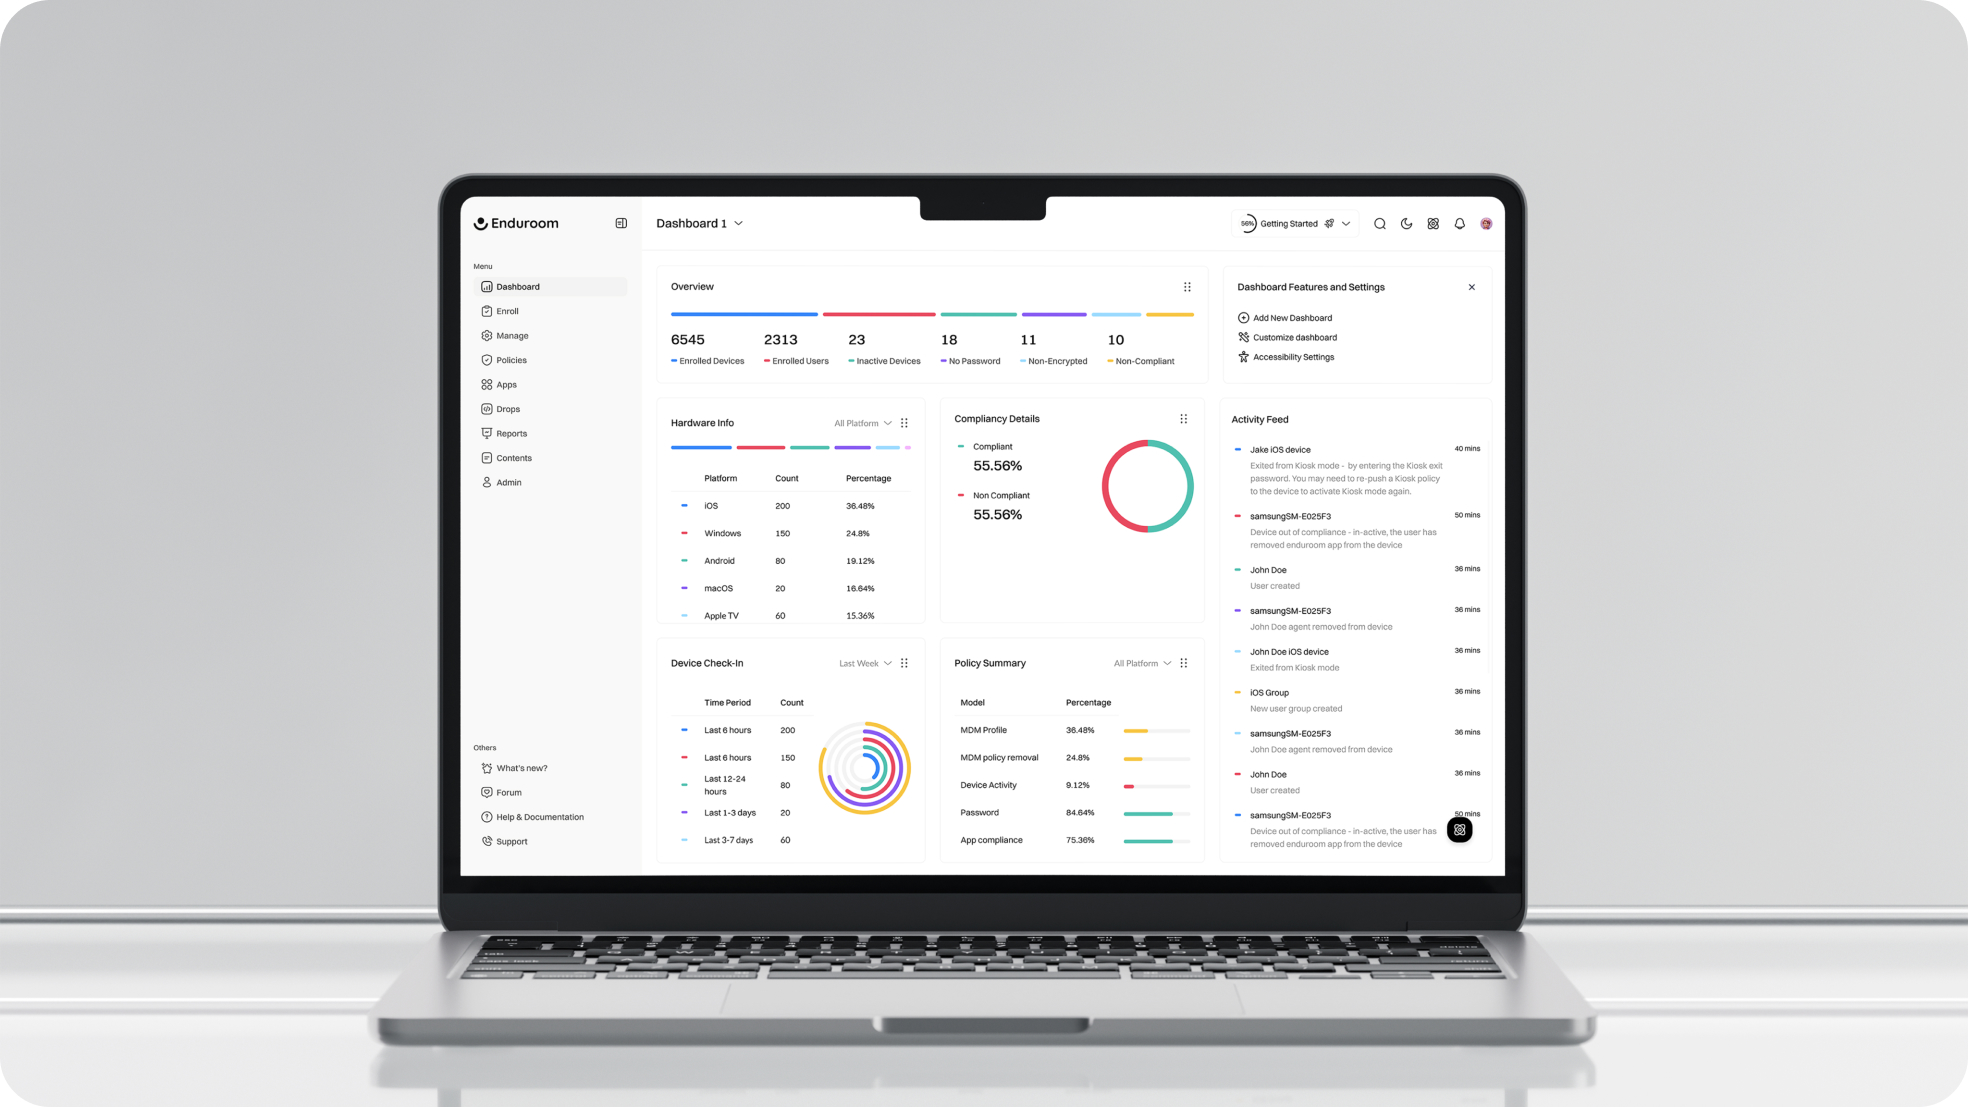 Enduroom
Dashboard 1
56%
Getting Started
Menu
Dashboard
Enroll
Manage
Policies
Apps
Drops
Reports
Contents
Admin
Others
What's new?
Forum
Help & Documentation
Support
Overview
6545
Enrolled Devices
2313
Enrolled Users
23
Inactive Devices
18
No Password
11
Non-Encrypted
10
Non-Compliant
Dashboard Features and Settings
Add New Dashboard
Customize dashboard
Accessibility Settings
Hardware Info
All Platform
Platform Count Percentage
iOS 200 36.48%
Windows 150 24.8%
Android 80 19.12%
macOS 20 16.64%
Apple TV 60 15.36%
Compliancy Details
Compliant
55.56%
Non Compliant
55.56%
Activity Feed
Jake iOS device 40 mins
Exited from Kiosk mode - by entering the Kiosk exit
password. You may need to re-push a Kiosk policy
to the device to activate Kiosk mode again.
samsungSM-E025F3 50 mins
Device out of compliance - in-active, the user has
removed enduroom app from the device
John Doe 36 mins
User created
samsungSM-E025F3 36 mins
John Doe agent removed from device
John Doe iOS device 36 mins
Exited from Kiosk mode
iOS Group 36 mins
New user group created
samsungSM-E025F3 36 mins
John Doe agent removed from device
John Doe 36 mins
User created
samsungSM-E025F3 50 mins
Device out of compliance - in-active, the user has
removed enduroom app from the device
Device Check-In
Last Week
Time Period Count
Last 6 hours 200
Last 6 hours 150
Last 12-24
hours 80
Last 1-3 days 20
Last 3-7 days 60
Policy Summary
All Platform
Model Percentage
MDM Profile 36.48%
MDM policy removal 24.8%
Device Activity 9.12%
Password 84.64%
App compliance 75.36%